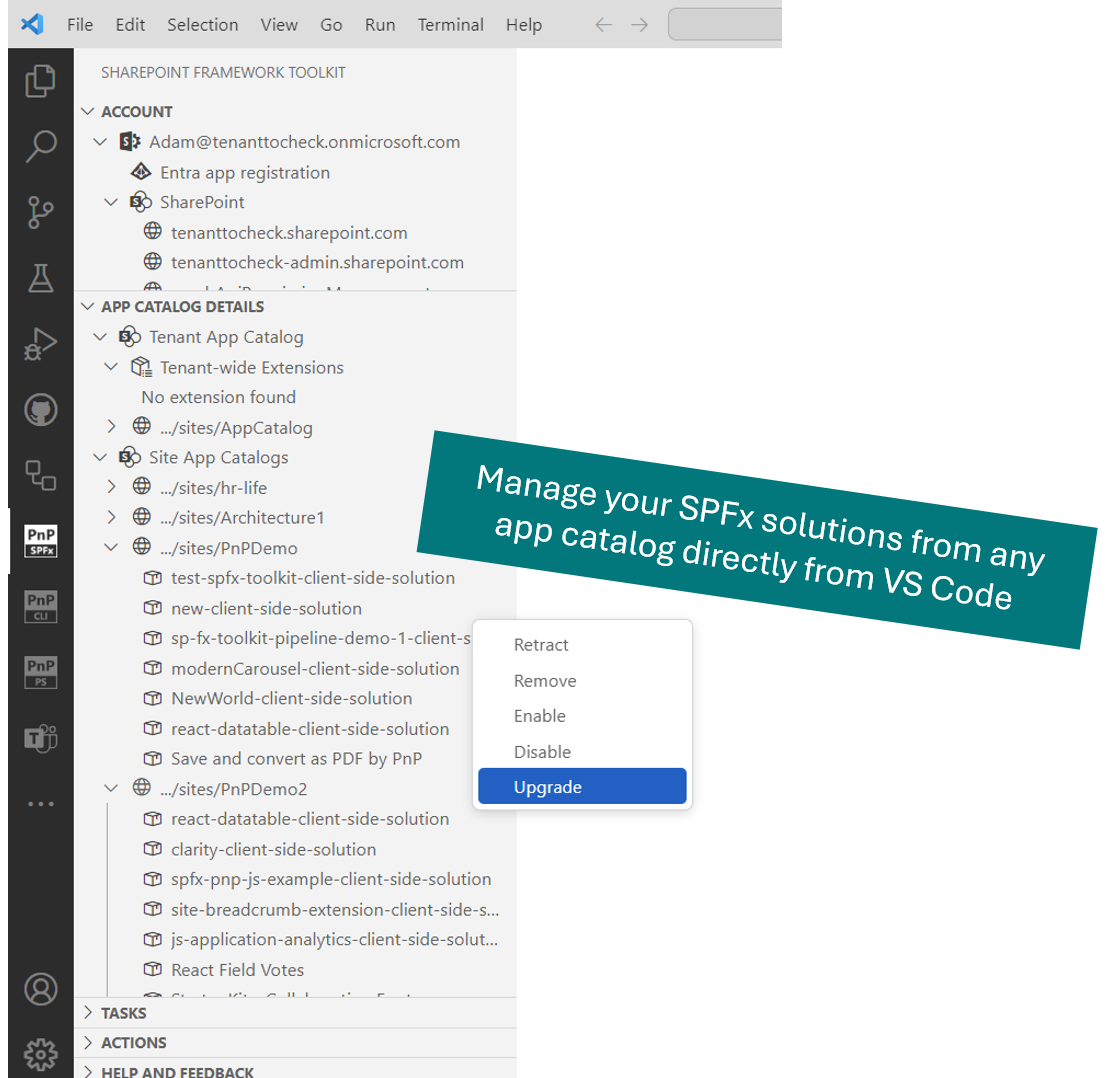 File Edit Selection View Go Run Terminal Help
SHAREPOINT FRAMEWORK TOOLKIT
ACCOUNT
Adam@tenanttocheck.onmicrosoft.com
Entra app registration
SharePoint
tenanttocheck.sharepoint.com
tenanttocheck-admin.sharepoint.com
APP CATALOG DETAILS
Tenant App Catalog
Tenant-wide Extensions
No extension found
.../sites/AppCatalog
Site App Catalogs
.../sites/hr-life
.../sites/Architecture1
.../sites/PnPDemo
test-spfx-toolkit-client-side-solution
new-client-side-solution
sp-fx-toolkit-pipeline-demo-1-client-s
modernCarousel-client-side-solution
NewWorld-client-side-solution
react-datatable-client-side-solution
Save and convert as PDF by PnP
.../sites/PnPDemo2
react-datatable-client-side-solution
clarity-client-side-solution
spfx-pnp-js-example-client-side-solution
site-breadcrumb-extension-client-side-s...
js-application-analytics-client-side-solut...
React Field Votes
TASKS
ACTIONS
HELP AND FEEDBACK
PnP
SPFx
PnP
CLI
PnP
PS
Retract
Remove
Enable
Disable
Upgrade
Manage your SPFx solutions from any
app catalog directly from VS Code